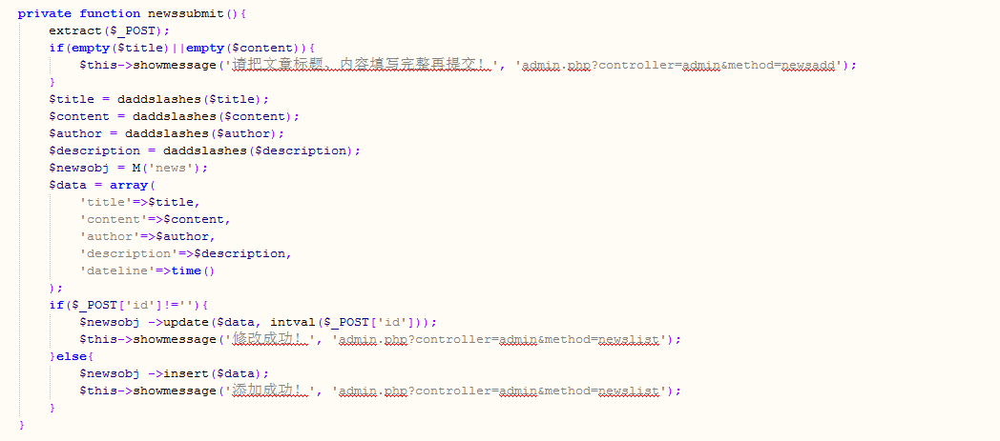 private function newssubmit(){
    extract($_POST);
    if(empty($title)||empty($content)){
        $this->showmessage('请把文章标题、内容填写完整再提交！', 'admin.php?controller=admin&method=newsadd');
    }
    $title = daddslashes($title);
    $content = daddslashes($content);
    $author = daddslashes($author);
    $description = daddslashes($description);
    $newsobj = M('news');
    $data = array(
        'title'=>$title,
        'content'=>$content,
        'author'=>$author,
        'description'=>$description,
        'dateline'=>time()
    );
    if($_POST['id']!=''){
        $newsobj ->update($data, intval($_POST['id']));
        $this->showmessage('修改成功！', 'admin.php?controller=admin&method=newslist');
    }else{
        $newsobj ->insert($data);
        $this->showmessage('添加成功！', 'admin.php?controller=admin&method=newslist');
    }
}